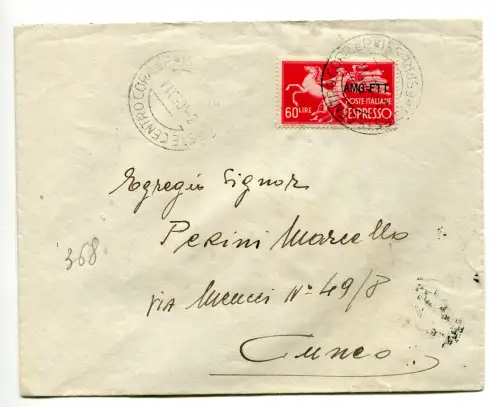 AMG-FTT
POSTE ITALIANE
60 LIRE ESPRESSO
Egregio Signor
Perini Marcello
Via Meucci N° 49/8
Cuneo
368